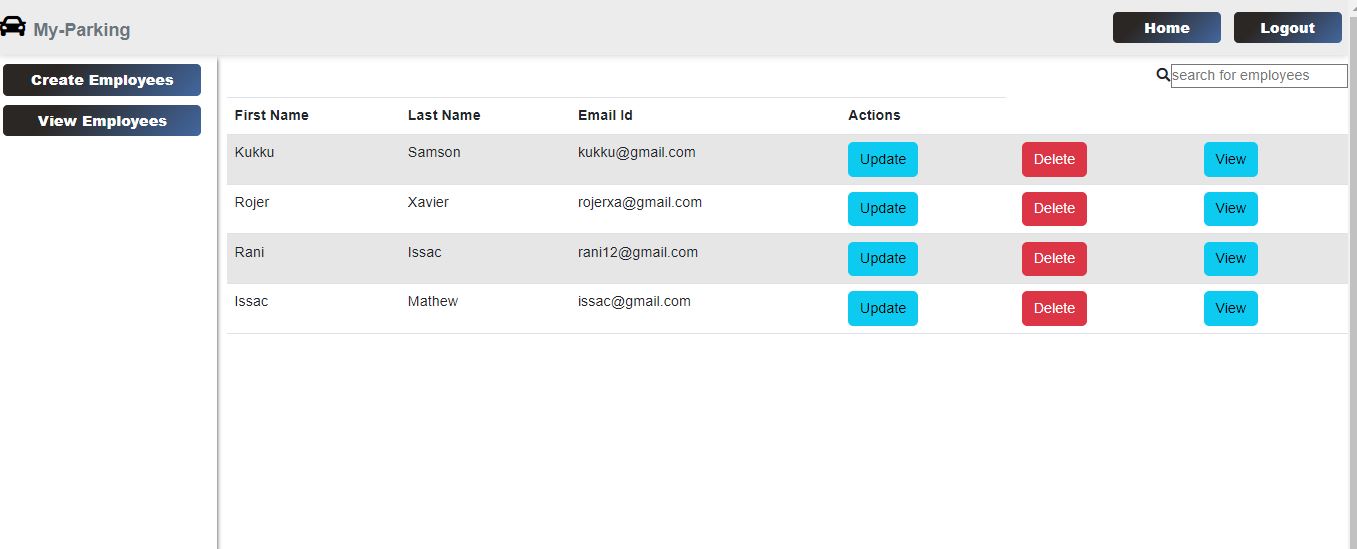 My-Parking Home Logout
Create Employees
View Employees
search for employees
First Name Last Name Email Id Actions
Kukku Samson kukku@gmail.com Update Delete View
Rojer Xavier rojerxa@gmail.com Update Delete View
Rani Issac rani12@gmail.com Update Delete View
Issac Mathew issac@gmail.com Update Delete View